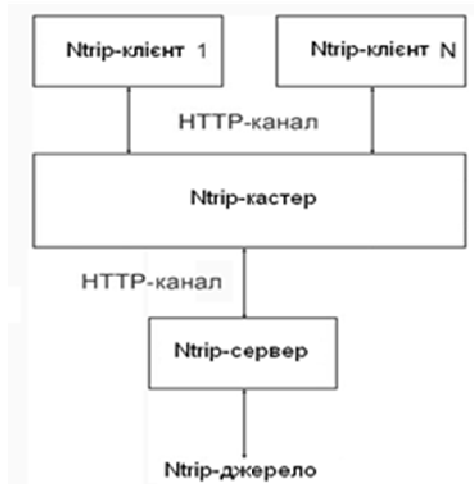 Ntrip-клієнт 1
Ntrip-клієнт N
HTTP-канал
Ntrip-кастер
HTTP-канал
Ntrip-сервер
Ntrip-джерело